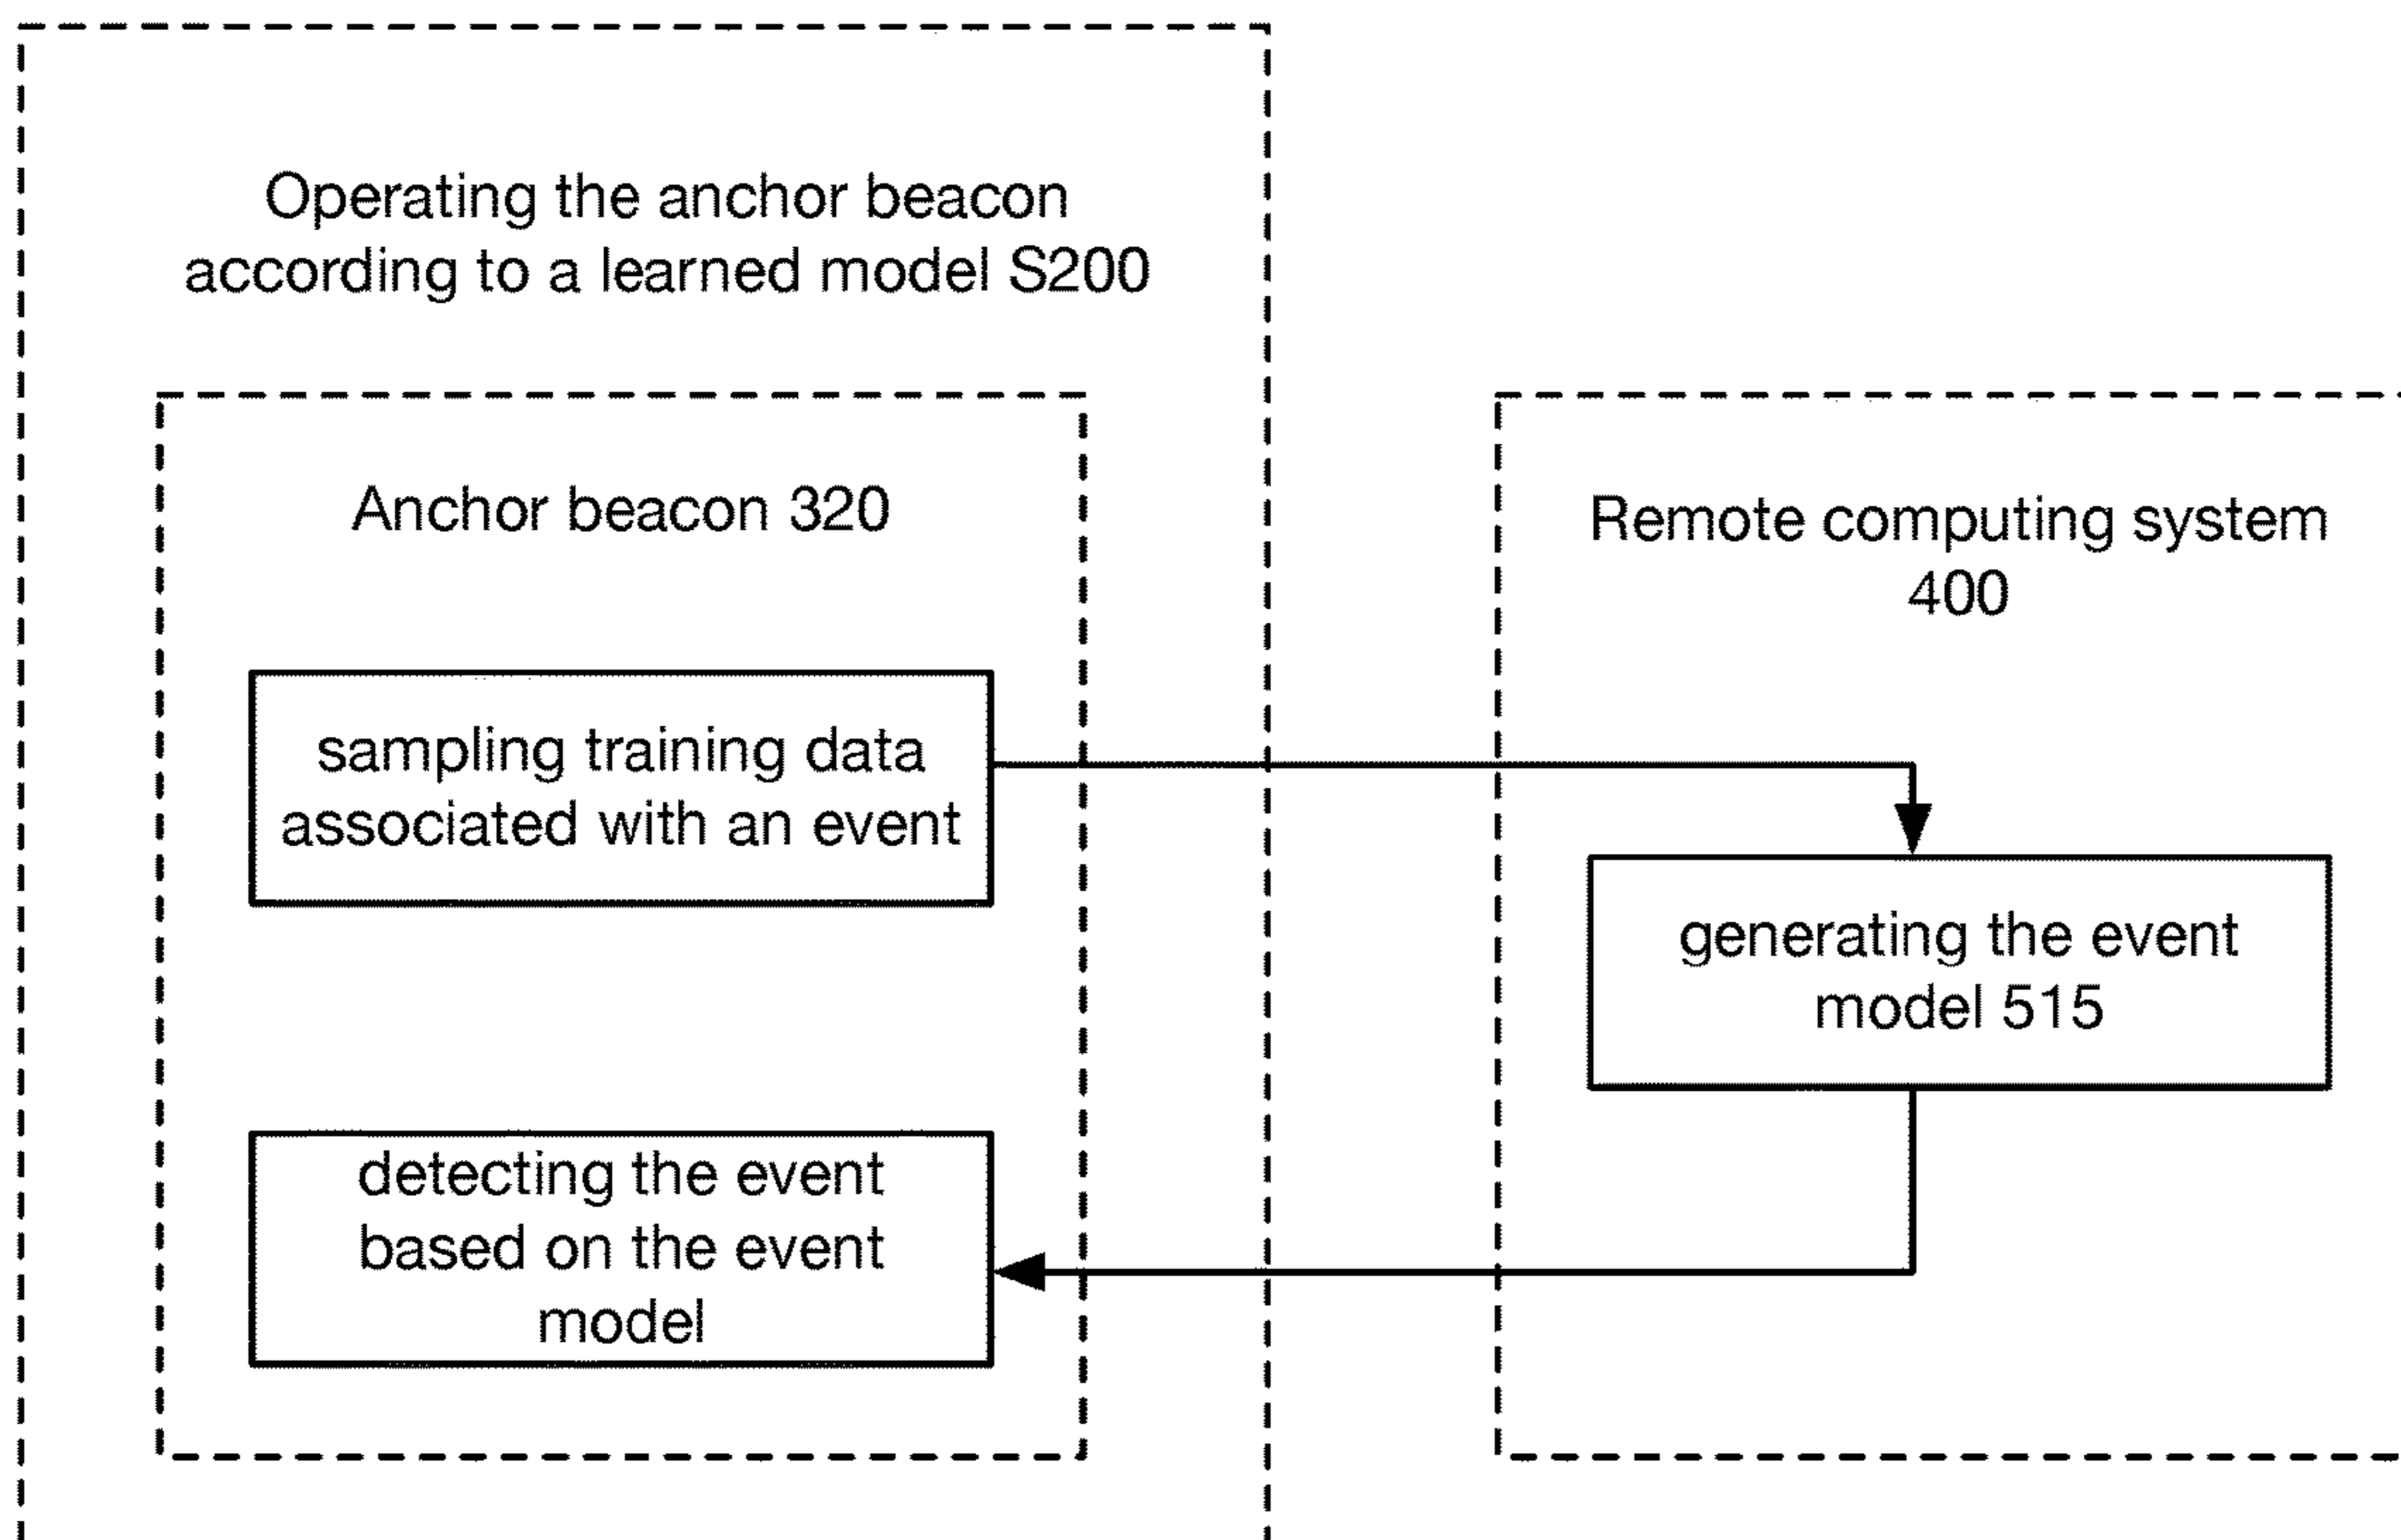 Operating the anchor beacon
according to a learned model S200
Anchor beacon 320
sampling training data
associated with an event
detecting the event
based on the event
model
Remote computing system
400
generating the event
model 515